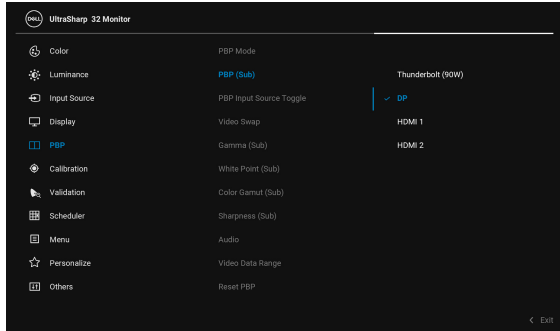 DELL UltraSharp 32 Monitor
Color PBP Mode
Luminance PBP (Sub) Thunderbolt (90W)
Input Source PBP Input Source Toggle DP
Display Video Swap HDMI 1
PBP Gamma (Sub) HDMI 2
Calibration White Point (Sub)
Validation Color Gamut (Sub)
Scheduler Sharpness (Sub)
Menu Audio
Personalize Video Data Range
Others Reset PBP
Exit